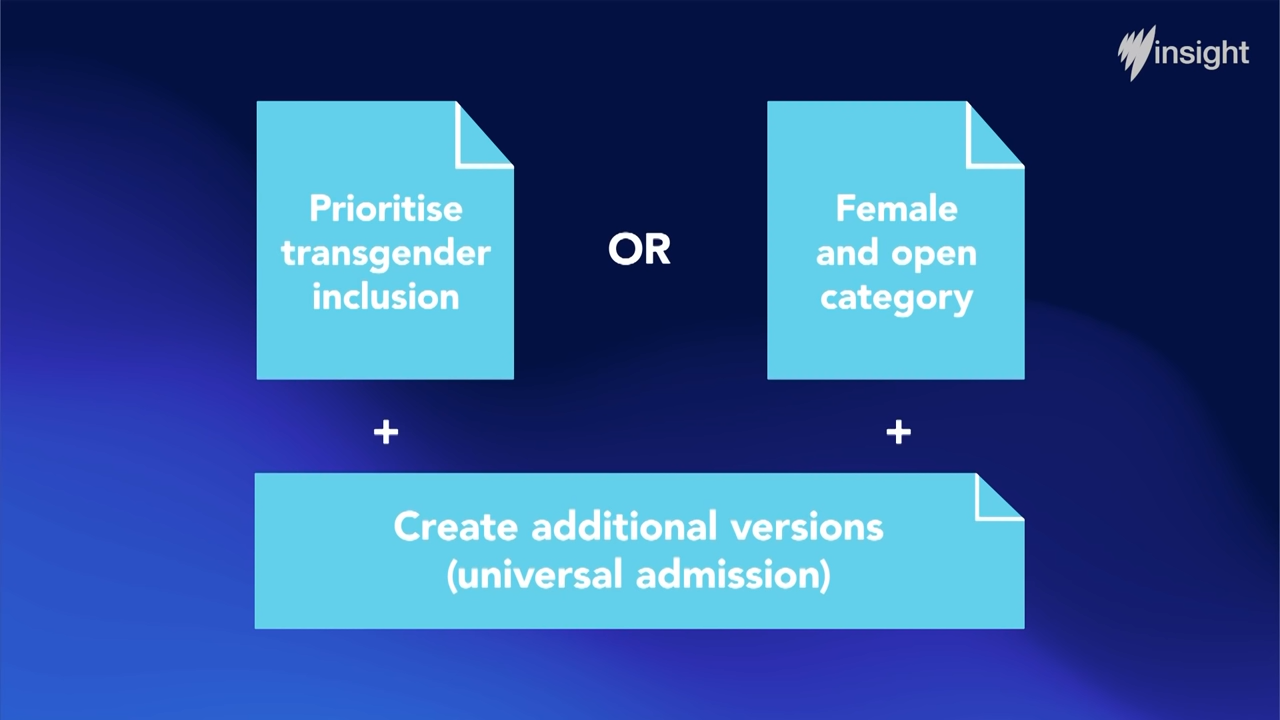 insight
Prioritise
transgender
inclusion
OR
Female
and open
category
+
+
Create additional versions
(universal admission)